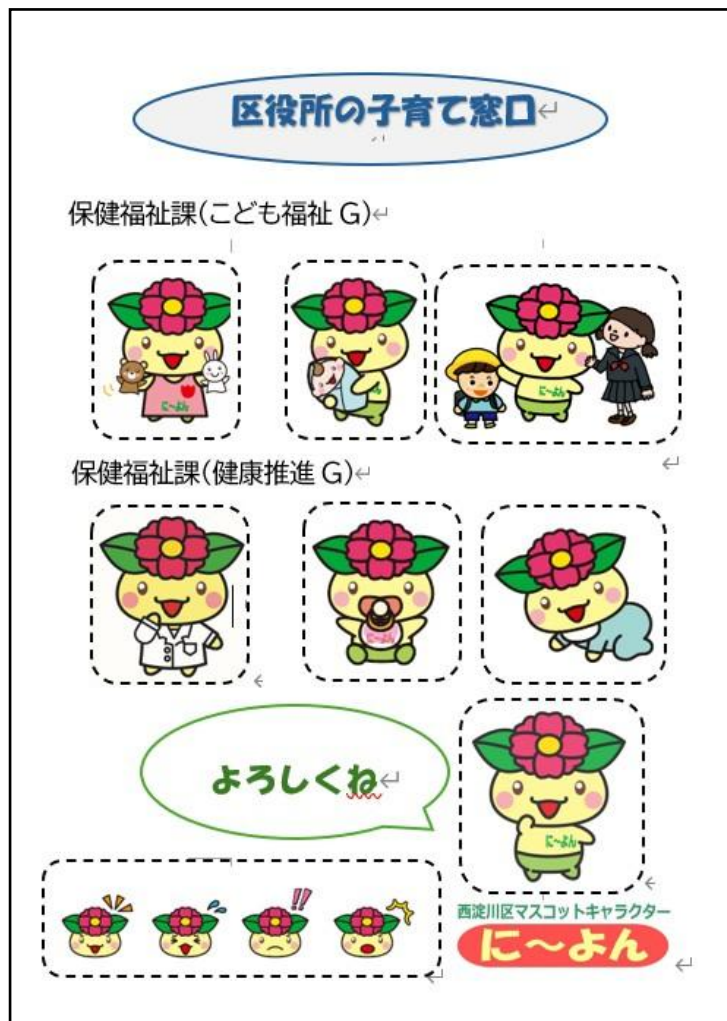 区役所の子育て窓口
保健福祉課(こども福祉 G)
に～よん
に～よん
に～よん
保健福祉課(健康推進 G)
に～よん
よろしくね
に～よん
!!
西淀川区マスコットキャラクター
に～よん